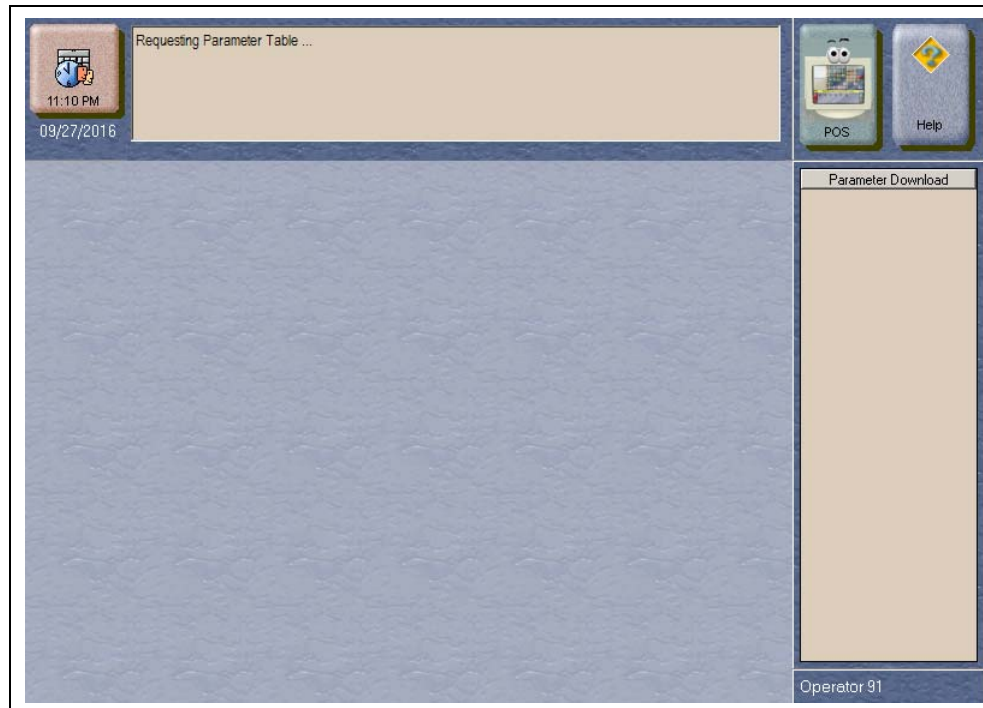 Requesting Parameter Table ...
11:10 PM
09/27/2016
POS
Help
Parameter Download
Operator 91